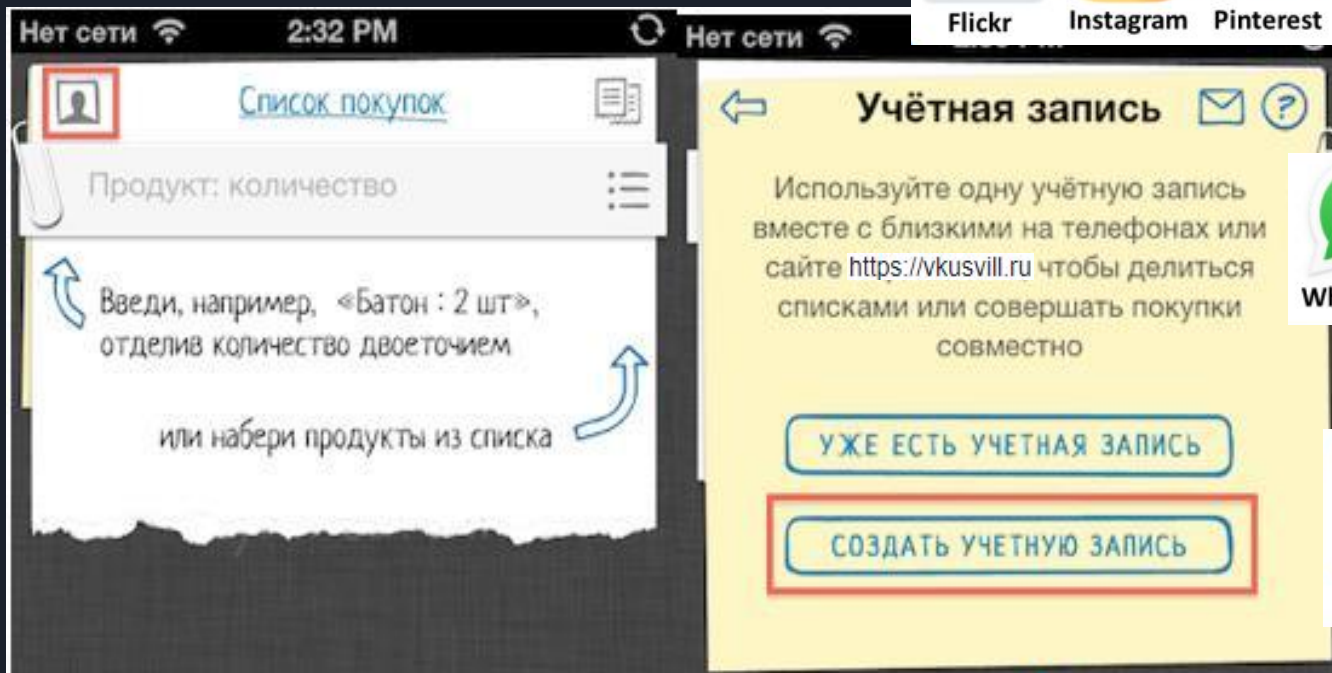 Flickr Instagram Pinterest
Нет сети 2:32 PM
Список покупок
Продукт: количество
Введи, например, «Батон : 2 шт»,
отделив количество двоеточием
или набери продукты из списка
Нет сети
Учётная запись ?
Используйте одну учётную запись
вместе с близкими на телефонах или
сайте https://vkusvill.ru чтобы делиться
списками или совершать покупки
совместно
УЖЕ ЕСТЬ УЧЕТНАЯ ЗАПИСЬ
СОЗДАТЬ УЧЕТНУЮ ЗАПИСЬ